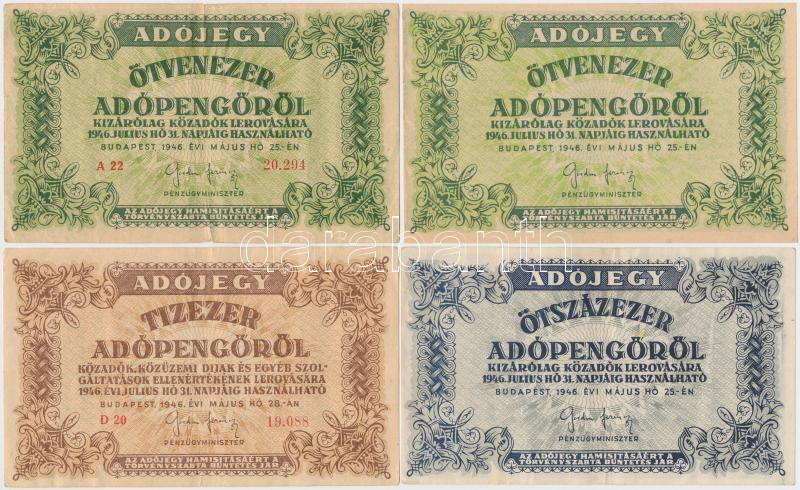 ADÓJEGY
ÖTVENEZER
ADÓPENGŐRŐL
KIZÁRÓLAG KÖZADÓK LEROVÁSÁRA
1946. JULIUS HÓ 31. NAPJÁIG HASZNÁLHATÓ
BUDAPEST, 1946. ÉVI MÁJUS HÓ 25.-ÉN
A 22 20.294
PÉNZÜGYMINISZTER
AZ ADÓJEGY HAMISITÁSÁÉRT A
TÖRVÉNYSZABTA BÜNTETÉS JÁR
ADÓJEGY
ÖTVENEZER
ADÓPENGŐRŐL
KIZÁRÓLAG KÖZADÓK LEROVÁSÁRA
1946. JULIUS HÓ 31. NAPJÁIG HASZNÁLHATÓ
BUDAPEST, 1946. ÉVI MÁJUS HÓ 25.-ÉN
PÉNZÜGYMINISZTER
AZ ADÓJEGY HAMISITÁSÁÉRT A
TÖRVÉNYSZABTA BÜNTETÉS JÁR
darabanth
ADÓJEGY
TIZEZER
ADÓPENGŐRŐL
KÖZADÓK, KÖZÜZEMI DIJAK ÉS EGYÉB SZOL-
GÁLTATÁSOK ELLENÉRTÉKÉNEK LEROVÁSÁRA
1946. ÉVI JULIUS HÓ 31. NAPJÁIG HASZNÁLHATÓ
BUDAPEST, 1946. ÉVI MÁJUS HÓ 28.-ÁN
D 20 19.088
PÉNZÜGYMINISZTER
AZ ADÓJEGY HAMISITÁSÁÉRT
A TÖRVÉNYSZABTA BÜNTETÉS JÁR
ADÓJEGY
ÖTSZÁZEZER
ADÓPENGŐRŐL
KIZÁRÓLAG KÖZADÓK LEROVÁSÁRA
1946. JULIUS HÓ 31. NAPJÁIG HASZNÁLHATÓ
BUDAPEST, 1946. ÉVI MÁJUS HÓ 25.-ÉN
PÉNZÜGYMINISZTER
AZ ADÓJEGY HAMISITÁSÁÉRT A
TÖRVÉNYSZABTA BÜNTETÉS JÁR